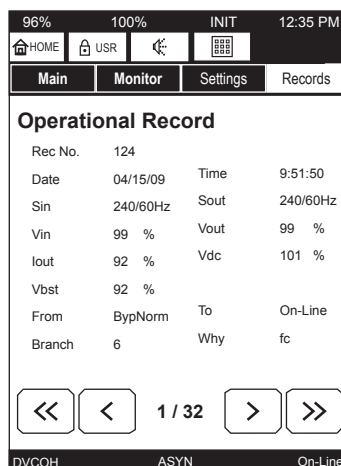 96% 100% INIT 12:35 PM
HOME USR
Main Monitor Settings Records
Operational Record
Rec No. 124
Date 04/15/09 Time 9:51:50
Sin 240/60Hz Sout 240/60Hz
Vin 99 % Vout 99 %
Iout 92 % Vdc 101 %
Vbst 92 %
From BypNorm To On-Line
Branch 6 Why fc
1 / 32
DVCOH ASYN On-Line